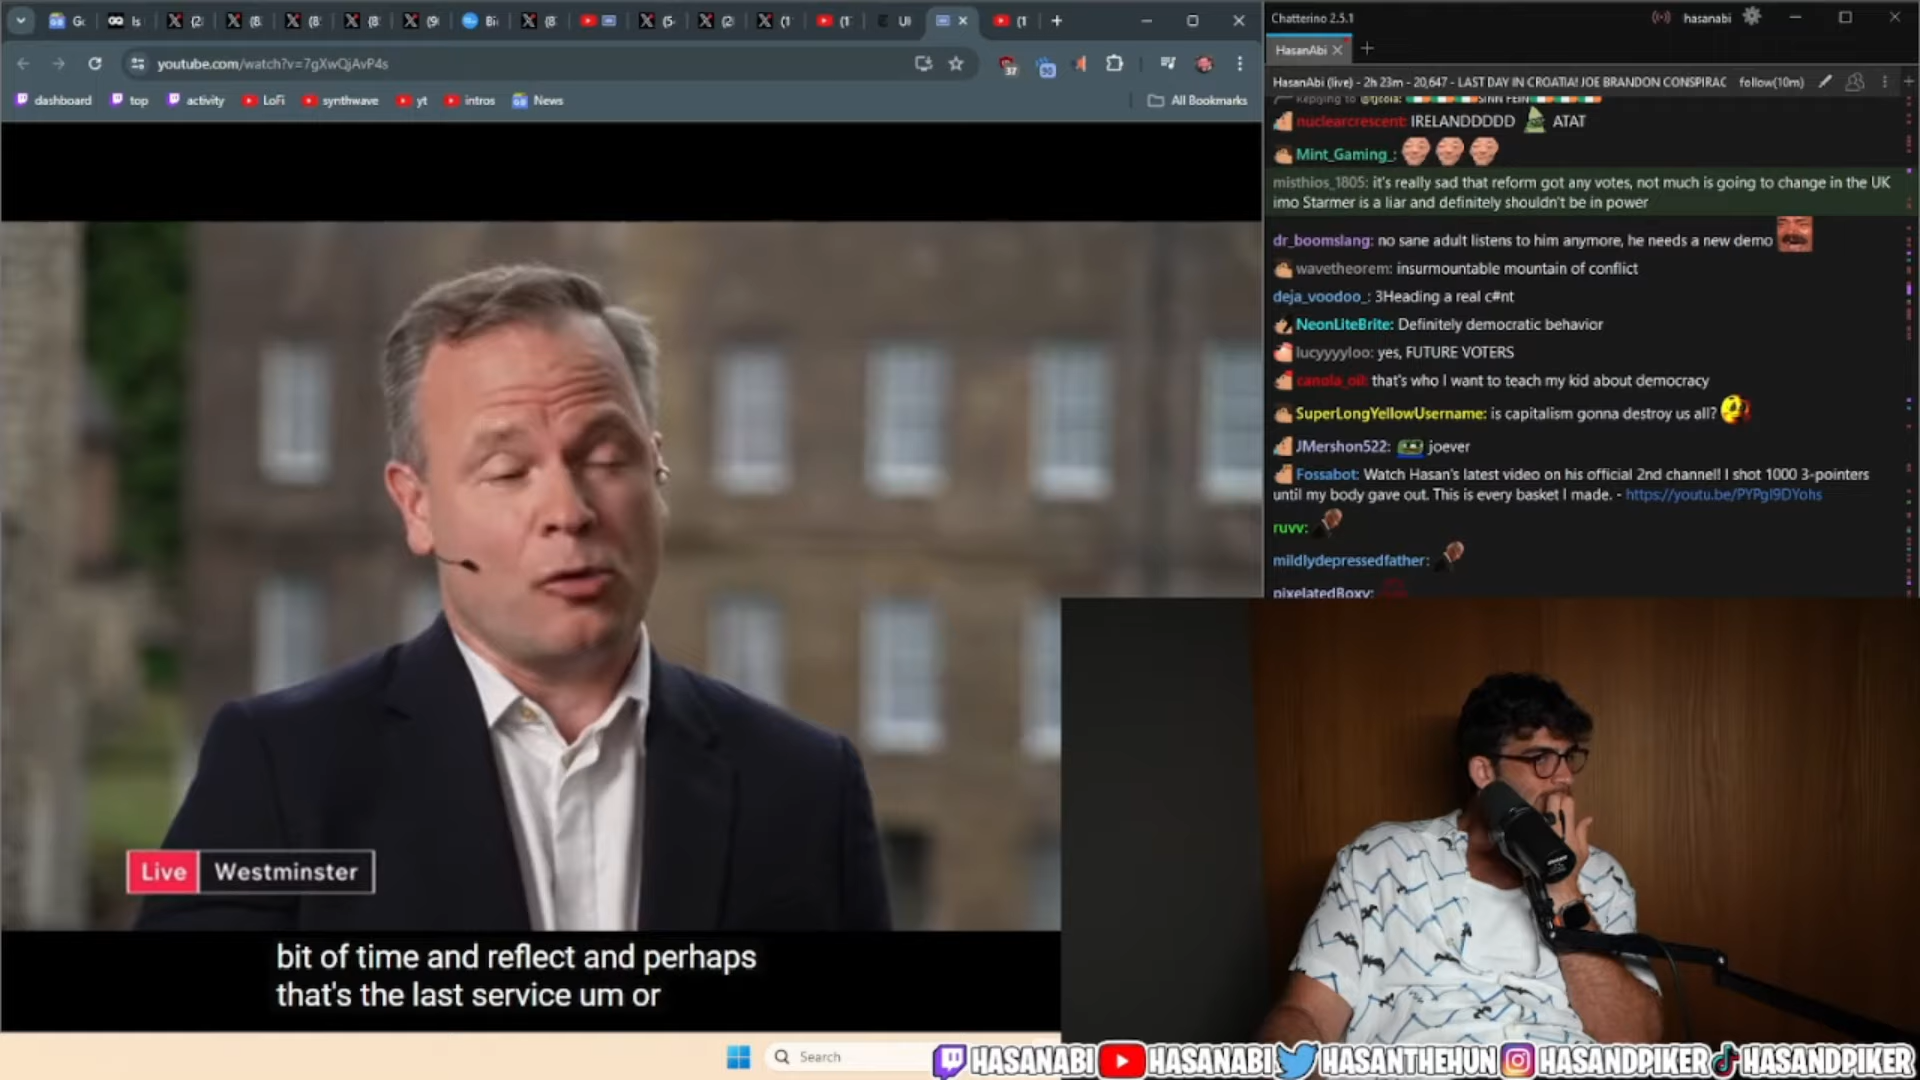 youtube.com/watch?v=7gXwQjAvP4s
37
90
dashboard
top
activity
LoFi
synthwave
yt
intros
News
All Bookmarks
Chatterino 2.5.1
hasanabi
HasanAbi
HasanAbi (live) - 2h 23m - 20,647 - LAST DAY IN CROATIA! JOE BRANDON CONSPIRAC
follow(10m)
nuclearcrescent: IRELANDDDDD ATAT
Mint_Gaming_:
misthios_1805: it's really sad that reform got any votes, not much is going to change in the UK
imo Starmer is a liar and definitely shouldn't be in power
dr_boomslang: no sane adult listens to him anymore, he needs a new demo
wavetheorem: insurmountable mountain of conflict
deja_voodoo_: 3Heading a real c#nt
NeonLiteBrite: Definitely democratic behavior
lucyyyyloo: yes, FUTURE VOTERS
canola_oil: that's who I want to teach my kid about democracy
SuperLongYellowUsername: is capitalism gonna destroy us all?
JMershon522: joever
Fossabot: Watch Hasan's latest video on his official 2nd channel! I shot 1000 3-pointers
until my body gave out. This is every basket I made. - https://youtu.be/PYPgI9DYohs
ruvv:
mildlydepressedfather:
pixelatedBoxy:
Live Westminster
bit of time and reflect and perhaps
that's the last service um or
Search
HASANABI HASANABI HASANTHEHUN HASANDPIKER HASANDPIKER